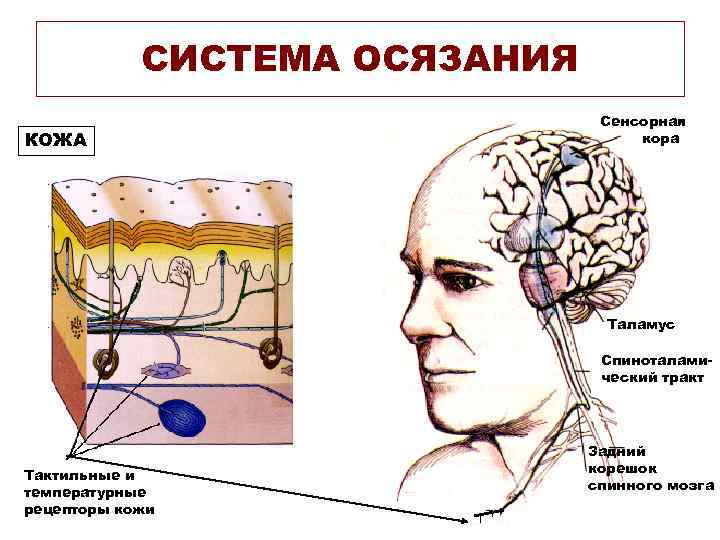 СИСТЕМА ОСЯЗАНИЯ
КОЖА
Сенсорная
кора
Таламус
Спиноталами-
ческий тракт
Задний
корешок
спинного мозга
Тактильные и
температурные
рецепторы кожи